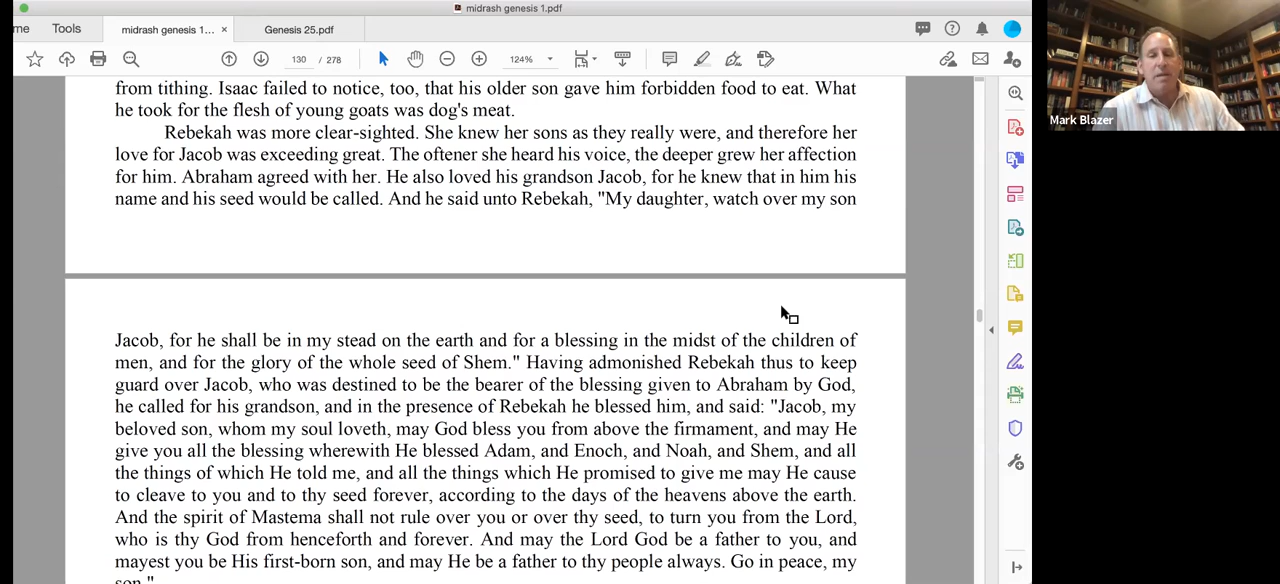 midrash genesis 1.pdf
me
Tools
midrash genesis 1... ×
Genesis 25.pdf
130 / 278
124%
from tithing. Isaac failed to notice, too, that his older son gave him forbidden food to eat. What
he took for the flesh of young goats was dog's meat.
Rebekah was more clear-sighted. She knew her sons as they really were, and therefore her
love for Jacob was exceeding great. The oftener she heard his voice, the deeper grew her affection
for him. Abraham agreed with her. He also loved his grandson Jacob, for he knew that in him his
name and his seed would be called. And he said unto Rebekah, "My daughter, watch over my son
Jacob, for he shall be in my stead on the earth and for a blessing in the midst of the children of
men, and for the glory of the whole seed of Shem." Having admonished Rebekah thus to keep
guard over Jacob, who was destined to be the bearer of the blessing given to Abraham by God,
he called for his grandson, and in the presence of Rebekah he blessed him, and said: "Jacob, my
beloved son, whom my soul loveth, may God bless you from above the firmament, and may He
give you all the blessing wherewith He blessed Adam, and Enoch, and Noah, and Shem, and all
the things of which He told me, and all the things which He promised to give me may He cause
to cleave to you and to thy seed forever, according to the days of the heavens above the earth.
And the spirit of Mastema shall not rule over you or over thy seed, to turn you from the Lord,
who is thy God from henceforth and forever. And may the Lord God be a father to you, and
mayest you be His first-born son, and may He be a father to thy people always. Go in peace, my
son."
Mark Blazer